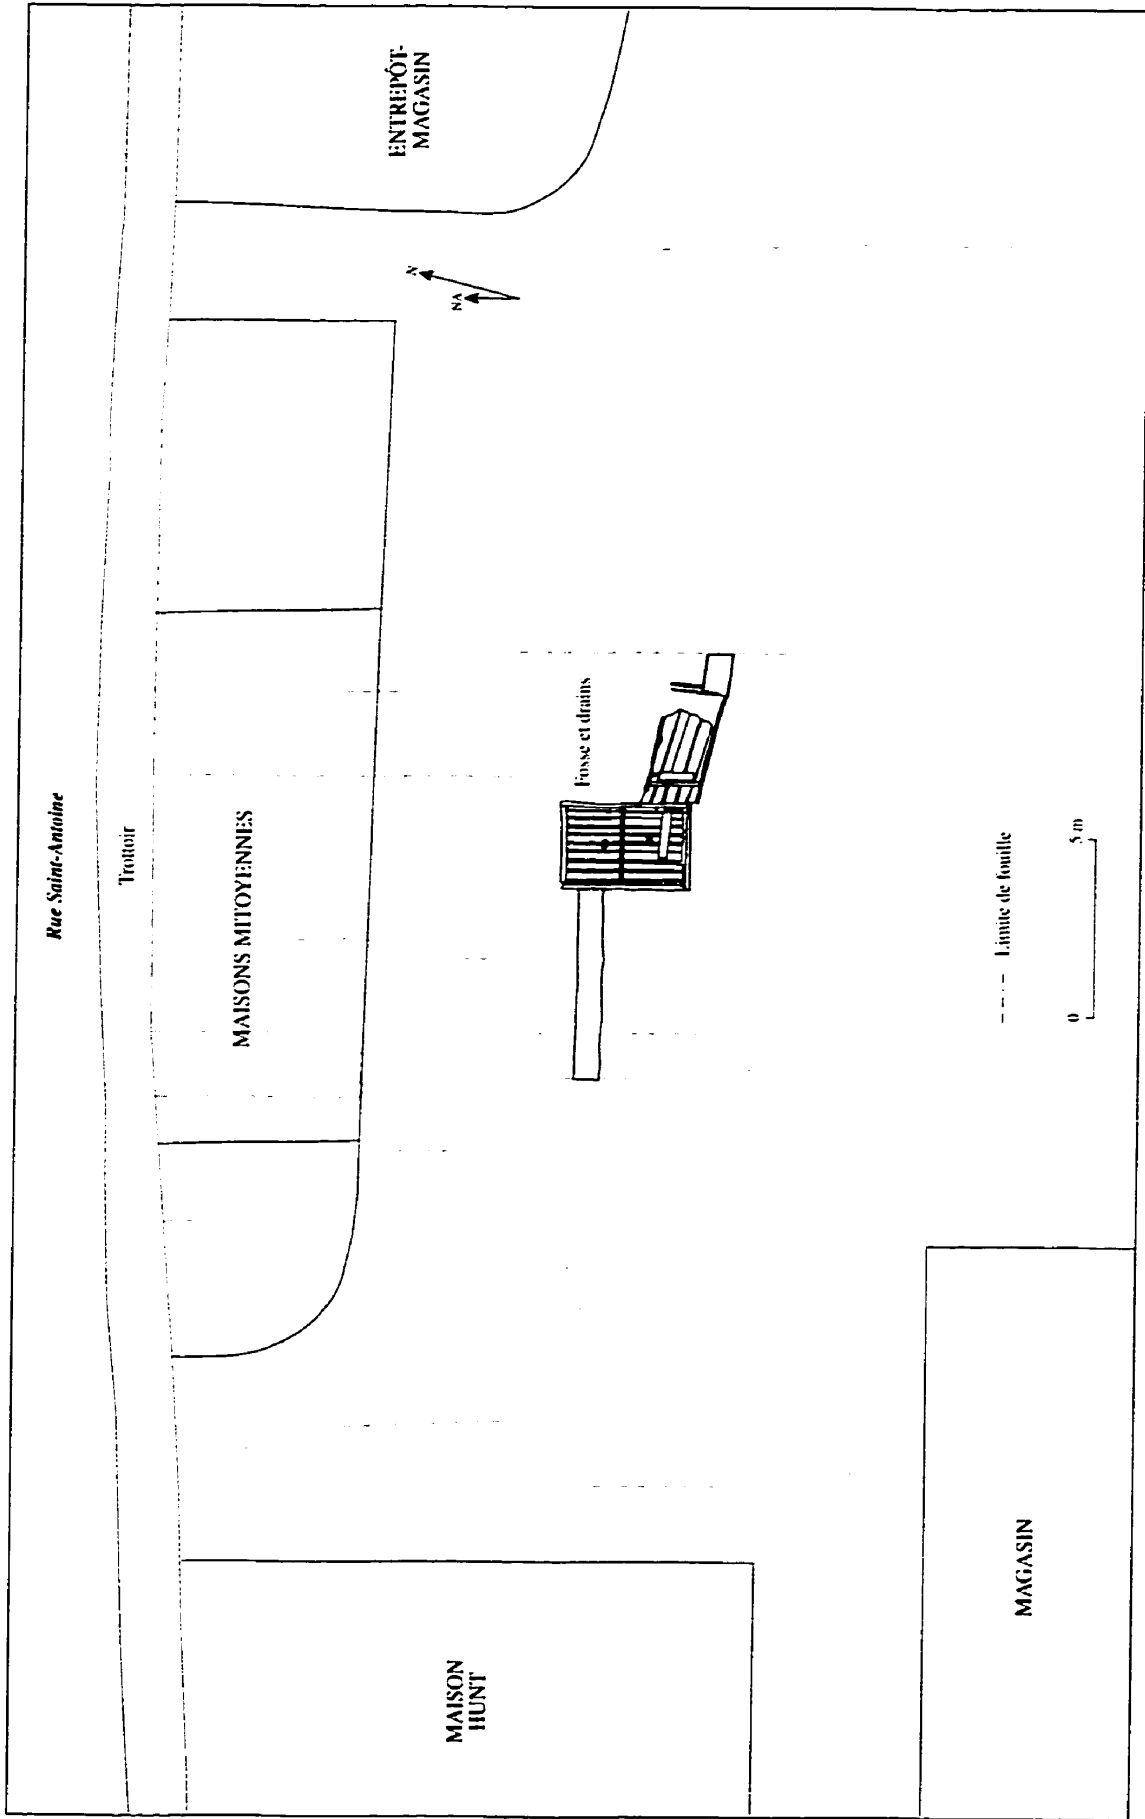 Rue Saint-Antoine
Trottoir
MAISONS MITOYENNES
ENTREPÔT-
MAGASIN
N
NA
Fosse et drains
MAISON
HUNT
MAGASIN
Limite de fouille
0 5 m